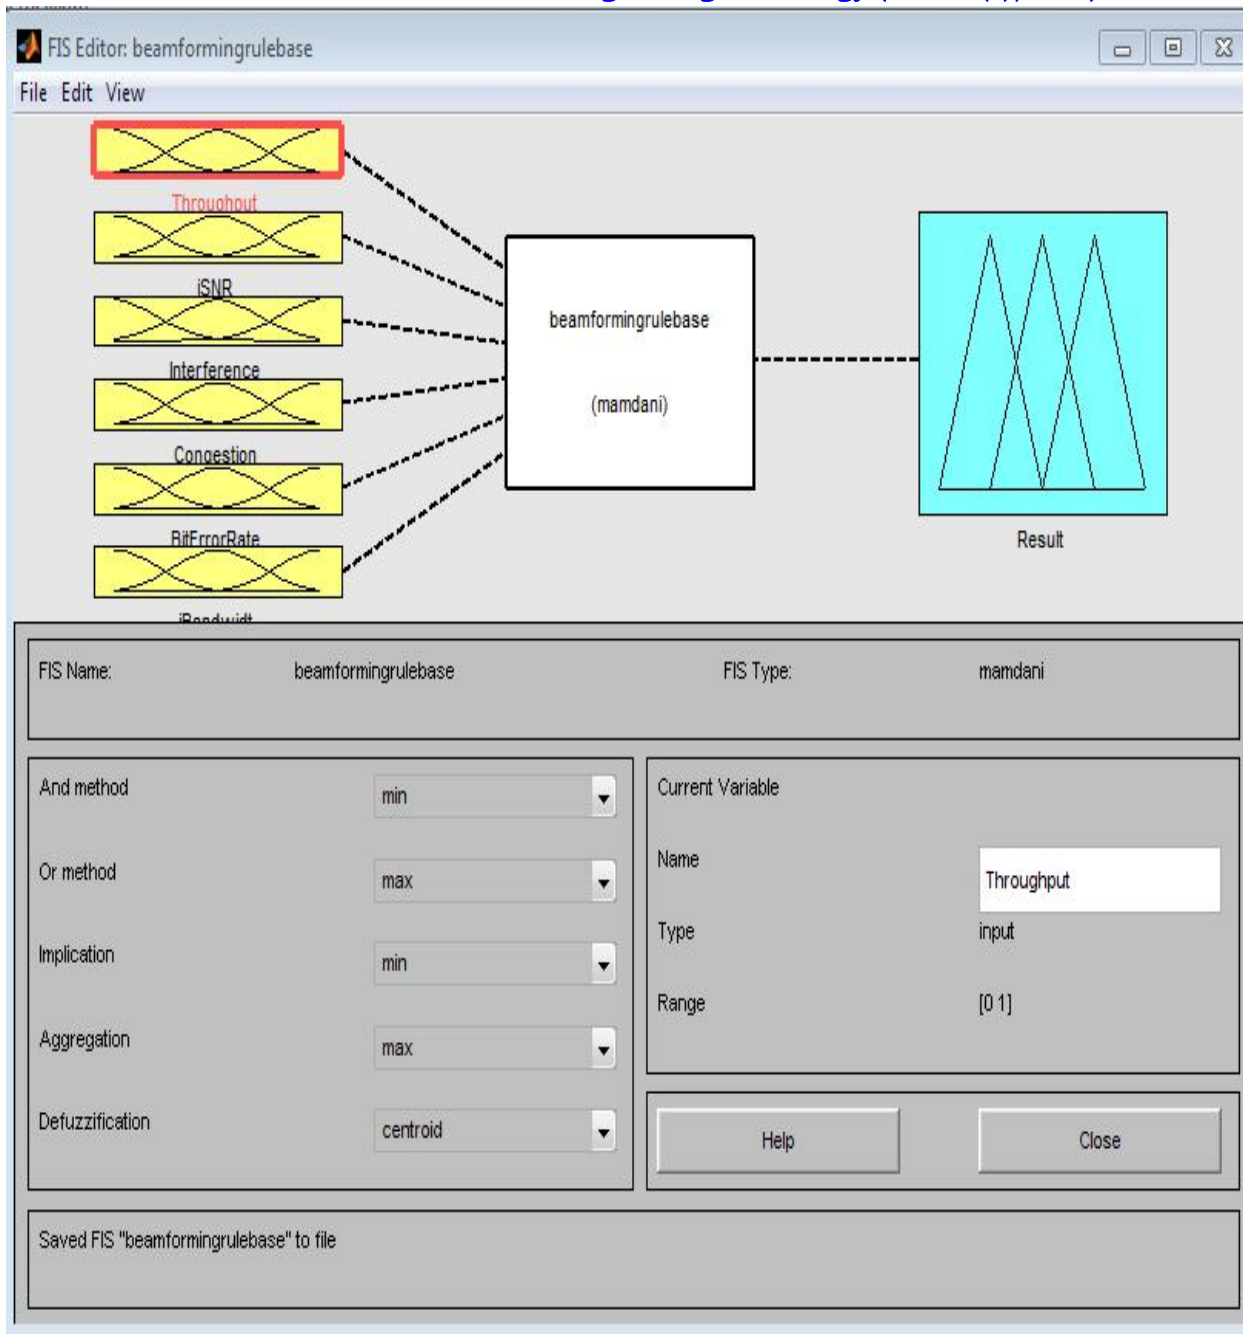 FIS Editor: beamformingrulebase
File Edit View
Throughput
iSNR
Interference
Congestion
BitErrorRate
beamformingrulebase
(mamdani)
Result
FIS Name: beamformingrulebase FIS Type: mamdani
And method min
Or method max
Implication min
Aggregation max
Defuzzification centroid
Current Variable
Name Throughput
Type input
Range [0 1]
Help Close
Saved FIS "beamformingrulebase" to file